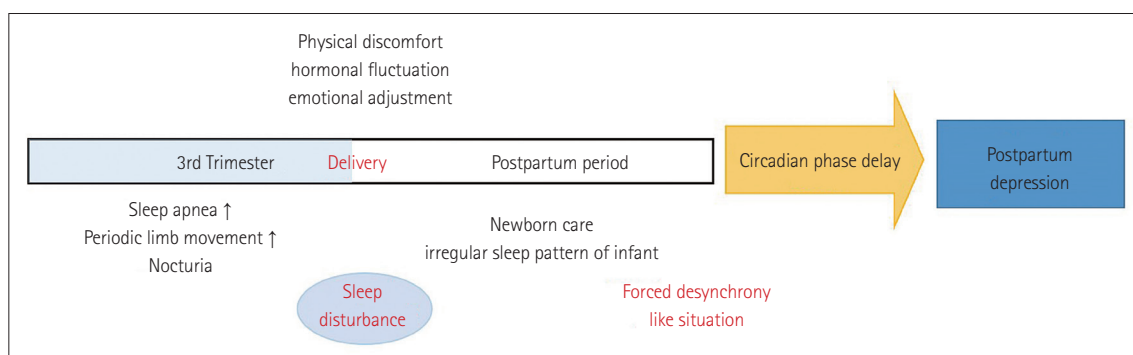 Physical discomfort
hormonal fluctuation
emotional adjustment
3rd Trimester
Delivery
Postpartum period
Circadian phase delay
Postpartum
depression
Sleep apnea ↑
Periodic limb movement ↑
Nocturia
Newborn care
irregular sleep pattern of infant
Sleep
disturbance
Forced desynchrony
like situation